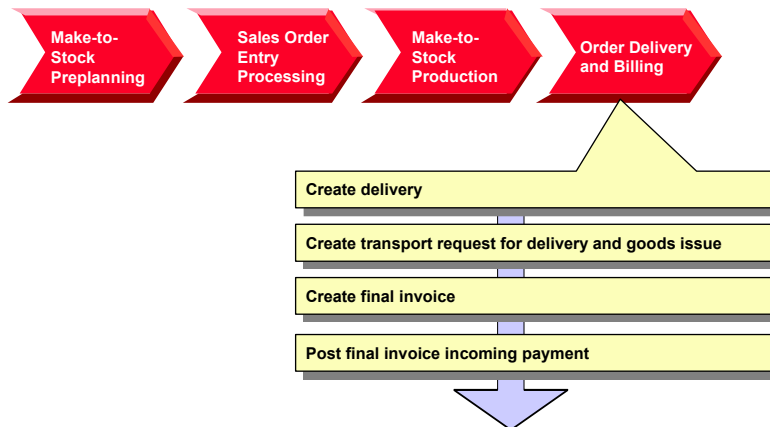 Make-to-
Stock
Preplanning
Sales Order
Entry
Processing
Make-to-
Stock
Production
Order Delivery
and Billing
Create delivery
Create transport request for delivery and goods issue
Create final invoice
Post final invoice incoming payment